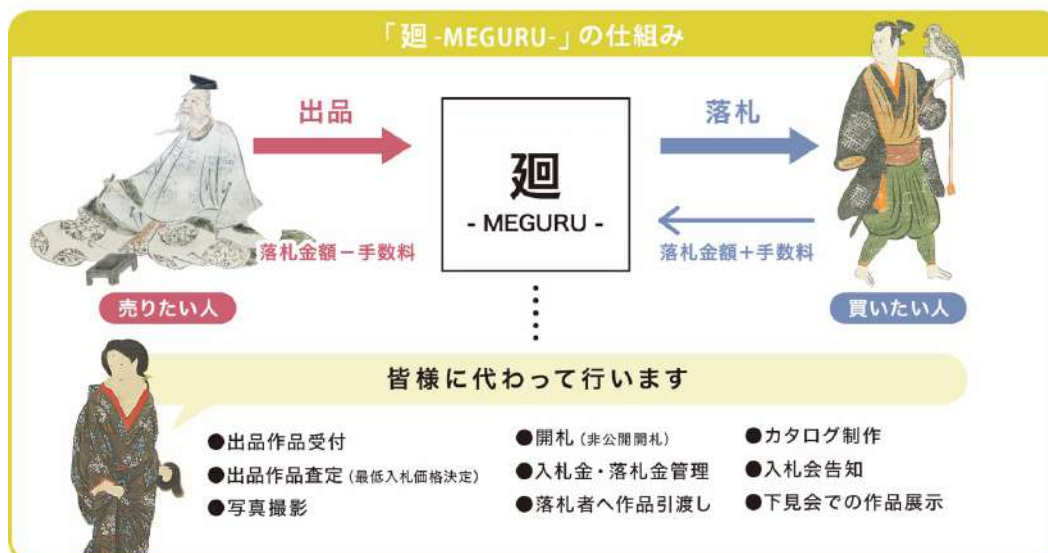 「廻 -MEGURU-」の仕組み
出品
落札
廻
- MEGURU -
落札金額－手数料
落札金額＋手数料
売りたい人
買いたい人
皆様に代わって行います
●出品作品受付
●出品作品査定（最低入札価格決定）
●写真撮影
●開札（非公開開札）
●入札金・落札金管理
●落札者へ作品引渡し
●カタログ制作
●入札会告知
●下見会での作品展示